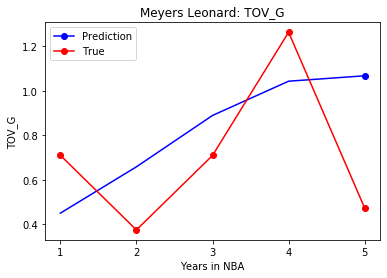 Meyers Leonard: TOV_G
Prediction
True
TOV_G
1.2
1.0
0.8
0.6
0.4
1 2 3 4 5
Years in NBA